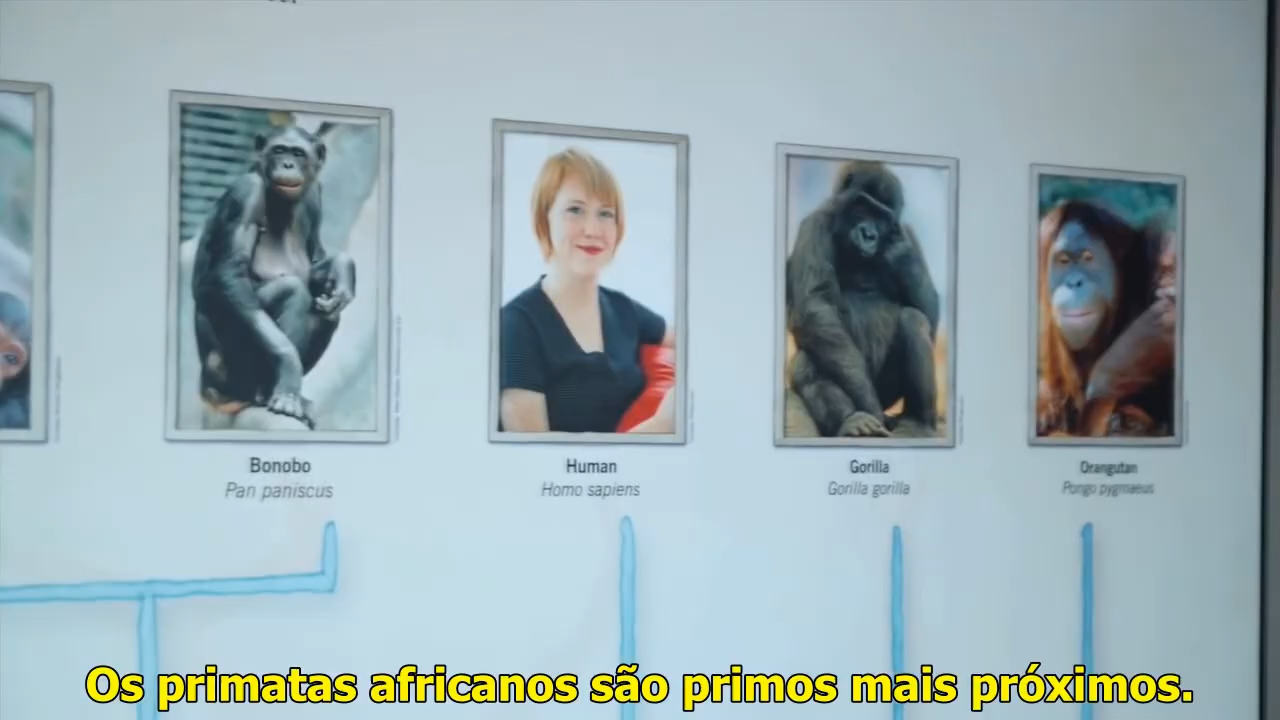 Bonobo
Pan paniscus
Human
Homo sapiens
Gorilla
Gorilla gorilla
Orangutan
Pongo pygmaeus
Os primatas africanos são primos mais próximos.